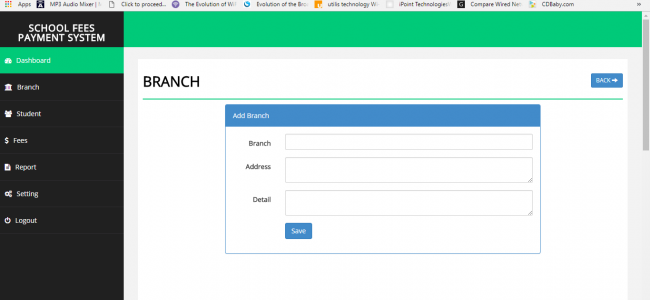 Apps MP3 Audio Mixer | M Click to proceed... The Evolution of Wi Evolution of the Bro utilis technology W iPoint Technologies Compare Wired Net CDBaby.com
SCHOOL FEES
PAYMENT SYSTEM
Dashboard
Branch
Student
Fees
Report
Setting
Logout
BRANCH
BACK
Add Branch
Branch
Address
Detail
Save